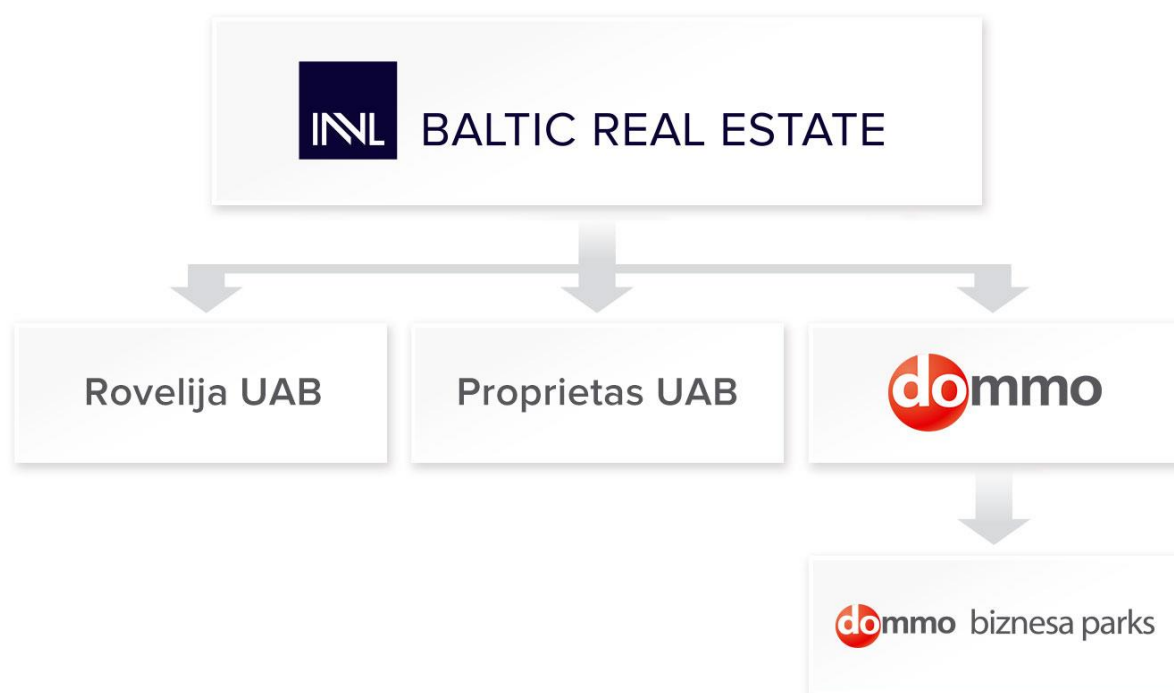 INVL BALTIC REAL ESTATE
Rovelija UAB
Proprietas UAB
dommo
dommo biznesa parks